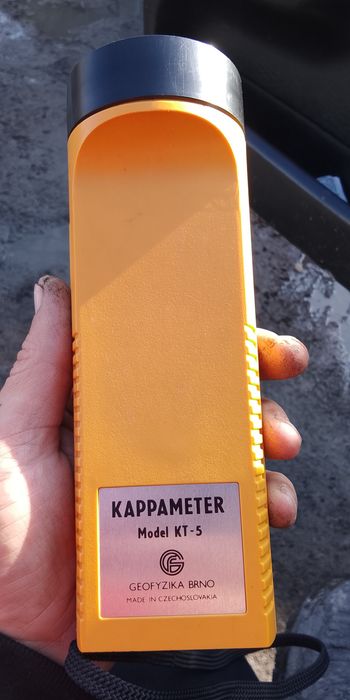 KAPPAMETER
Model KT-5
GEOFYZIKA BRNO
MADE IN CZECHOSLOVAKIA